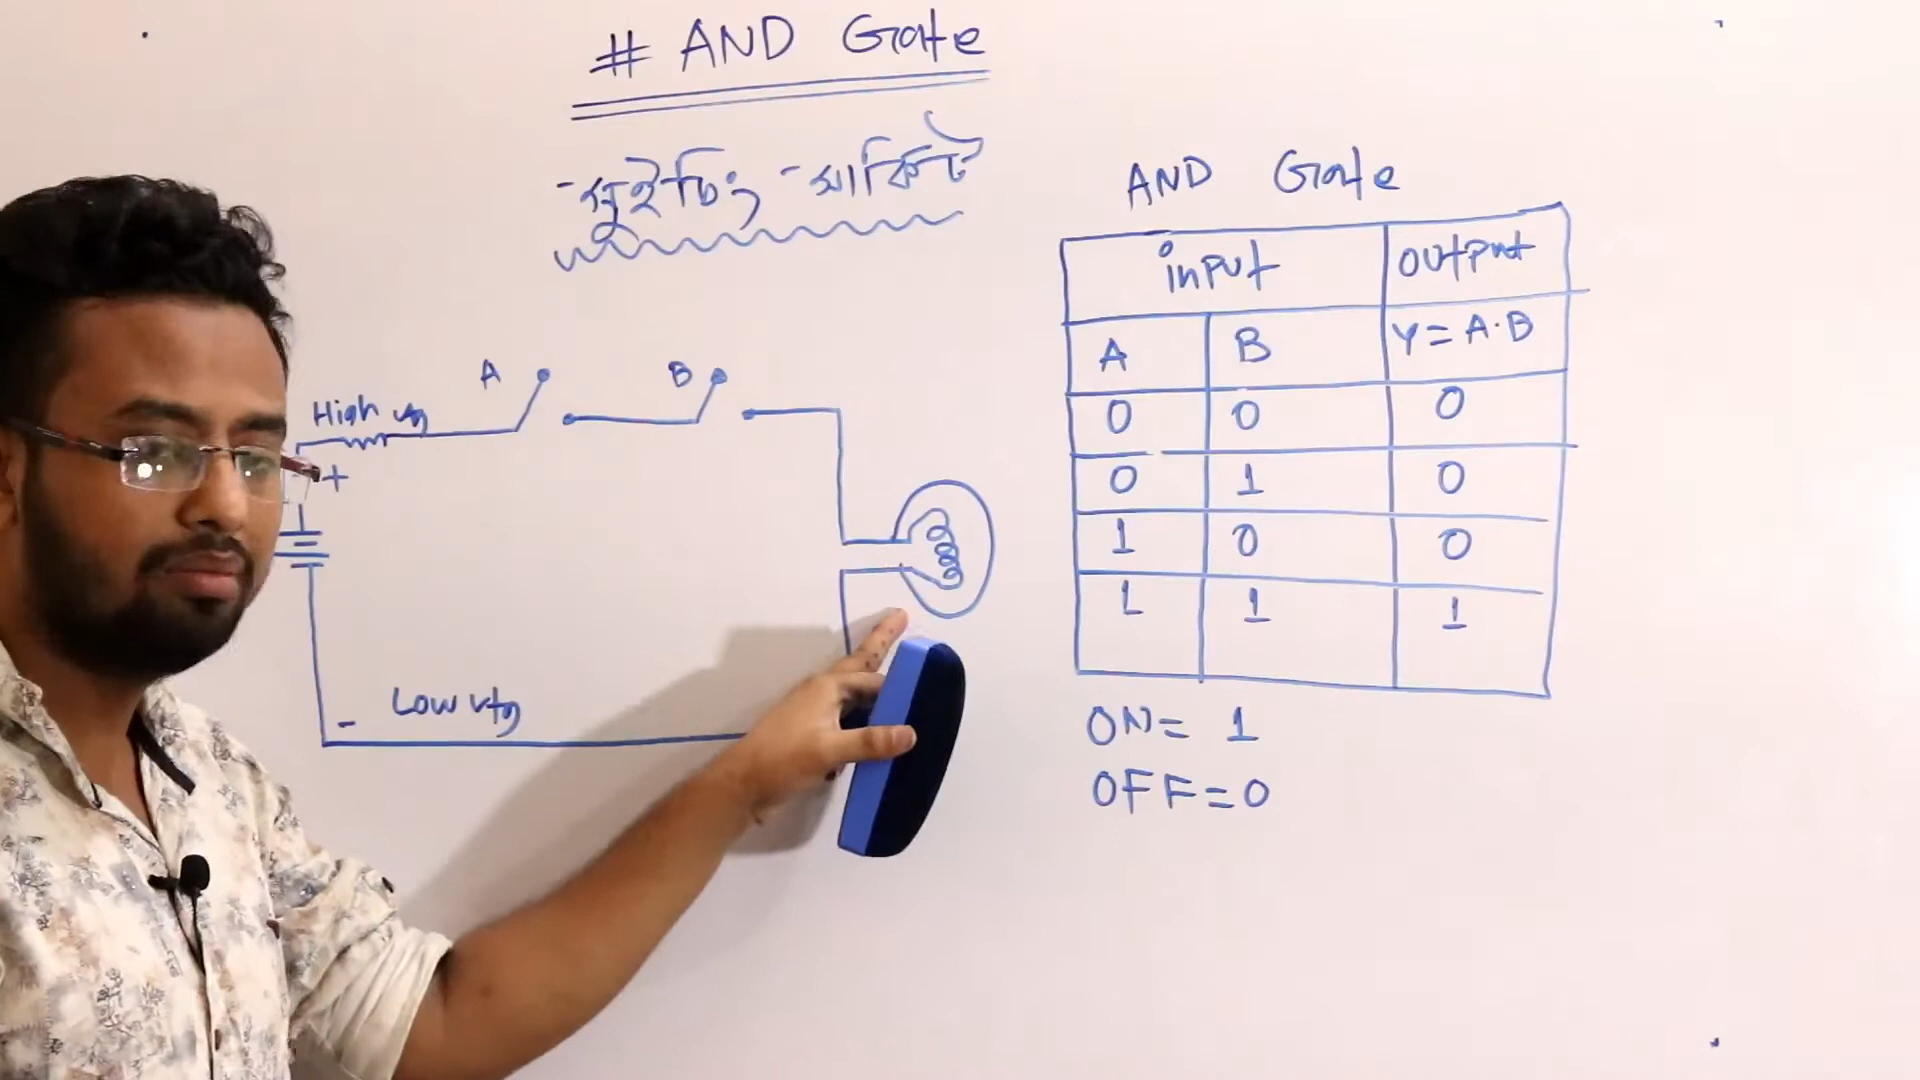 # AND Gate
সুইচিং সার্কিট
A
B
High vtg
+
-
Low vtg
AND Gate
input output
A B Y = A·B
0 0 0
0 1 0
1 0 0
1 1 1
ON = 1
OFF = 0